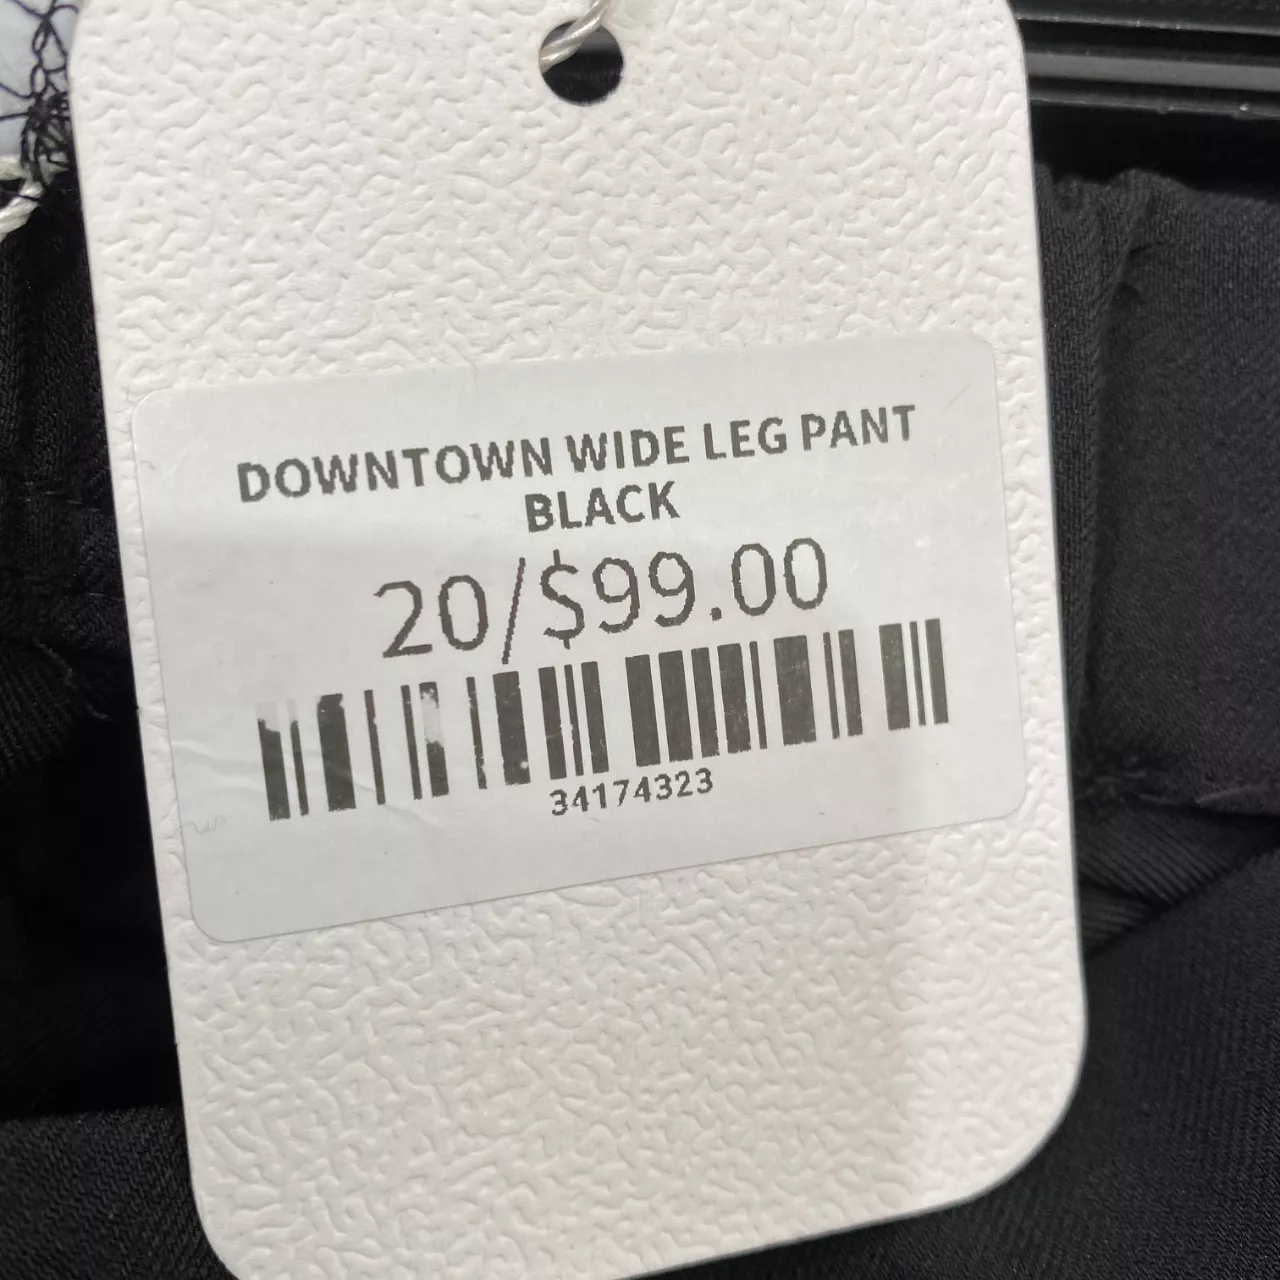 DOWNTOWN WIDE LEG PANT
BLACK
20/$99.00
34174323